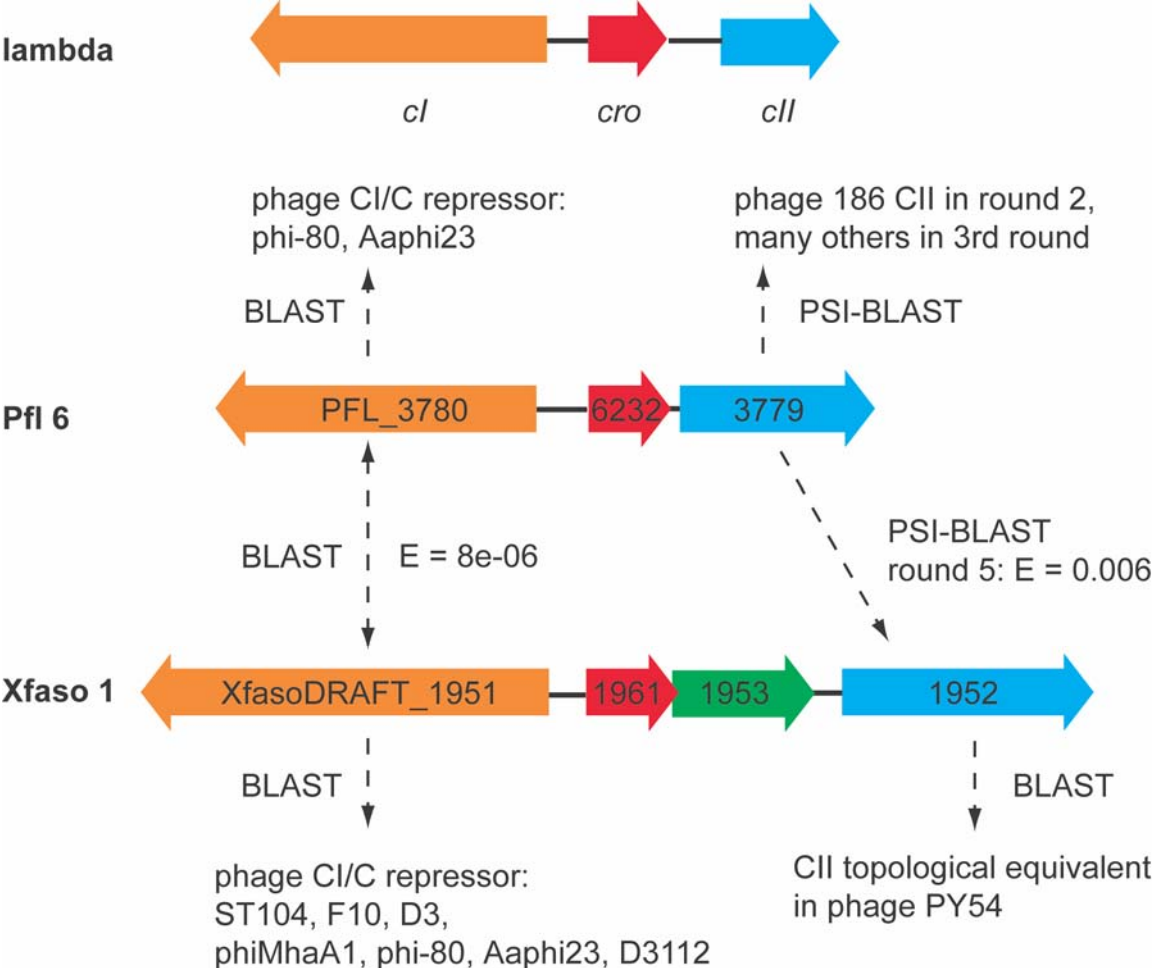 lambda
cI
cro
cII
phage CI/C repressor:
phi-80, Aaphi23
phage 186 CII in round 2,
many others in 3rd round
BLAST
PSI-BLAST
Pfl 6
PFL_3780
6232
3779
BLAST
E = 8e-06
PSI-BLAST
round 5: E = 0.006
Xfaso 1
XfasoDRAFT_1951
1961
1953
1952
BLAST
BLAST
phage CI/C repressor:
ST104, F10, D3,
phiMhaA1, phi-80, Aaphi23, D3112
CII topological equivalent
in phage PY54